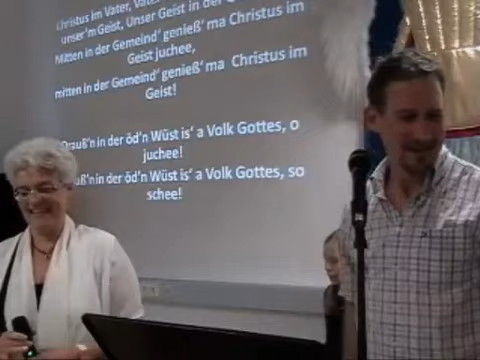 Christus im Vater, Vate
unser'm Geist, Unser Geist in der
Mitten in der Gemeind' genieß' ma Christus im
Geist juchee,
mitten in der Gemeind' genieß' ma Christus im
Geist!
Drauß'n in der öd'n Wüst is' a Volk Gottes, o
juchee!
auß'n in der öd'n Wüst is' a Volk Gottes, so
schee!